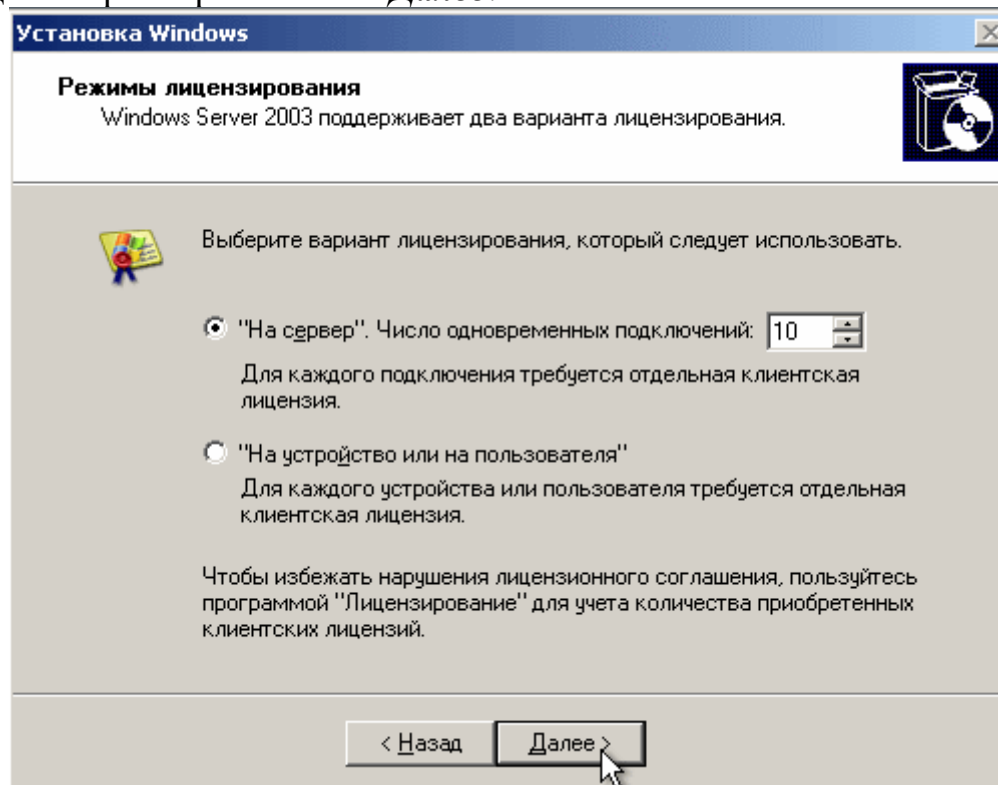 Далее.
Установка Windows
Режимы лицензирования
Windows Server 2003 поддерживает два варианта лицензирования.
Выберите вариант лицензирования, который следует использовать.
"На сервер". Число одновременных подключений: 10
Для каждого подключения требуется отдельная клиентская
лицензия.
"На устройство или на пользователя"
Для каждого устройства или пользователя требуется отдельная
клиентская лицензия.
Чтобы избежать нарушения лицензионного соглашения, пользуйтесь
программой "Лицензирование" для учета количества приобретенных
клиентских лицензий.
< Назад Далее >